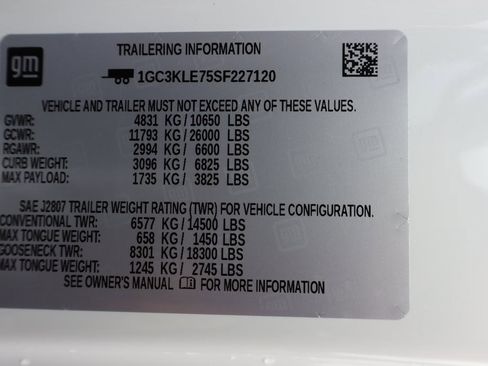 gm
TRAILERING INFORMATION
1GC3KLE75SF227120
VEHICLE AND TRAILER MUST NOT EXCEED ANY OF THESE VALUES.
GVWR: 4831 KG/10650 LBS
GCWR: 11793 KG/26000 LBS
RGAWR: 2994 KG/ 6600 LBS
CURB WEIGHT: 3096 KG/ 6825 LBS
MAX PAYLOAD: 1735 KG/ 3825 LBS
SAE J2807 TRAILER WEIGHT RATING (TWR) FOR VEHICLE CONFIGURATION.
CONVENTIONAL TWR: 6577 KG/14500 LBS
MAX TONGUE WEIGHT: 658 KG/ 1450 LBS
GOOSENECK TWR: 8301 KG/18300 LBS
MAX TONGUE WEIGHT: 1245 KG/ 2745 LBS
SEE OWNER'S MANUAL FOR MORE INFORMATION